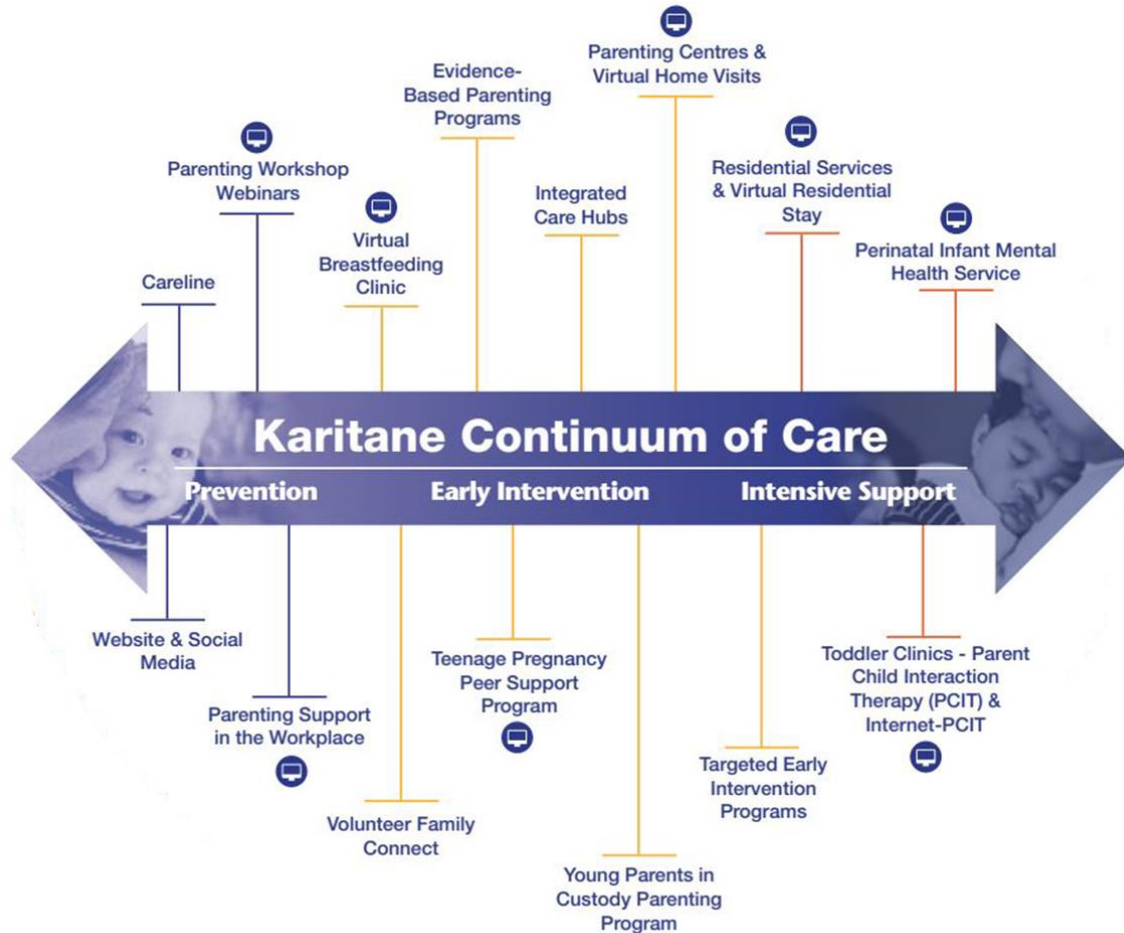 Parenting Centres &
Virtual Home Visits
Evidence-
Based Parenting
Programs
Parenting Workshop
Webinars
Residential Services
& Virtual Residential
Stay
Integrated
Care Hubs
Virtual
Breastfeeding
Clinic
Perinatal Infant Mental
Health Service
Careline
Karitane Continuum of Care
Prevention
Early Intervention
Intensive Support
Website & Social
Media
Parenting Support
in the Workplace
Volunteer Family
Connect
Teenage Pregnancy
Peer Support
Program
Young Parents in
Custody Parenting
Program
Targeted Early
Intervention
Programs
Toddler Clinics - Parent
Child Interaction
Therapy (PCIT) &
Internet-PCIT